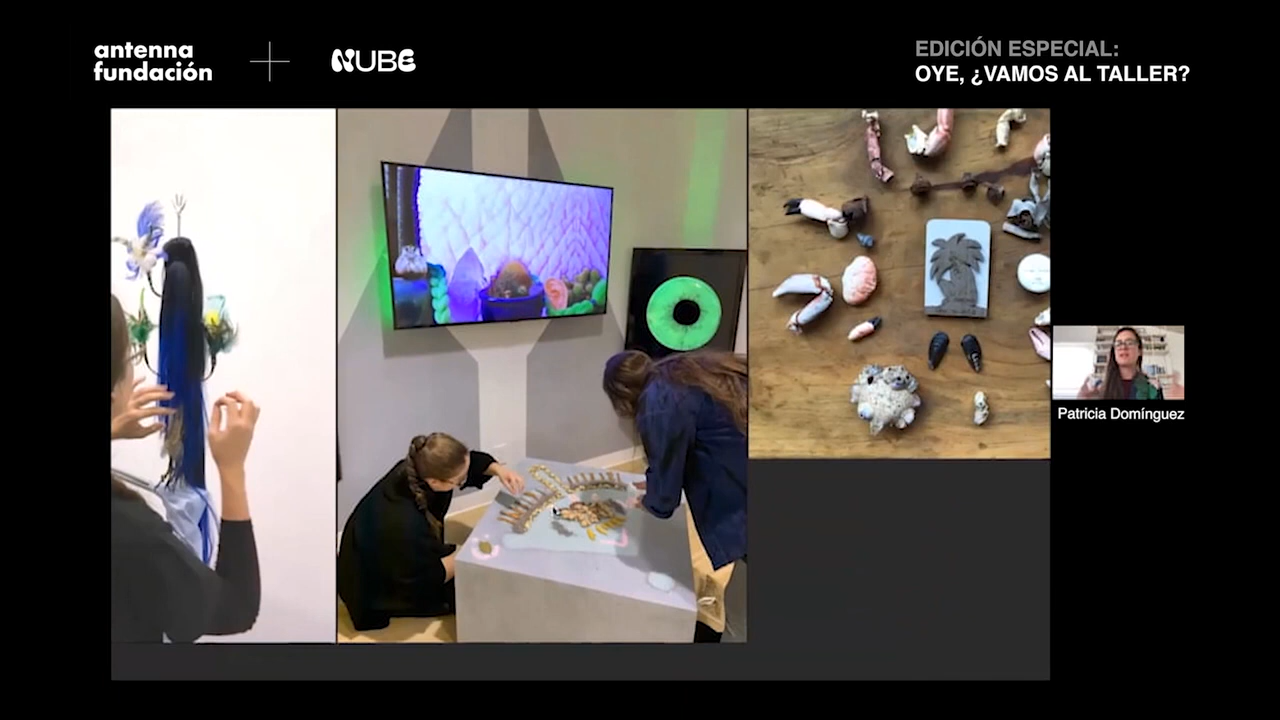 antenna
fundación
NUBE
EDICIÓN ESPECIAL:
OYE, ¿VAMOS AL TALLER?
Patricia Domínguez